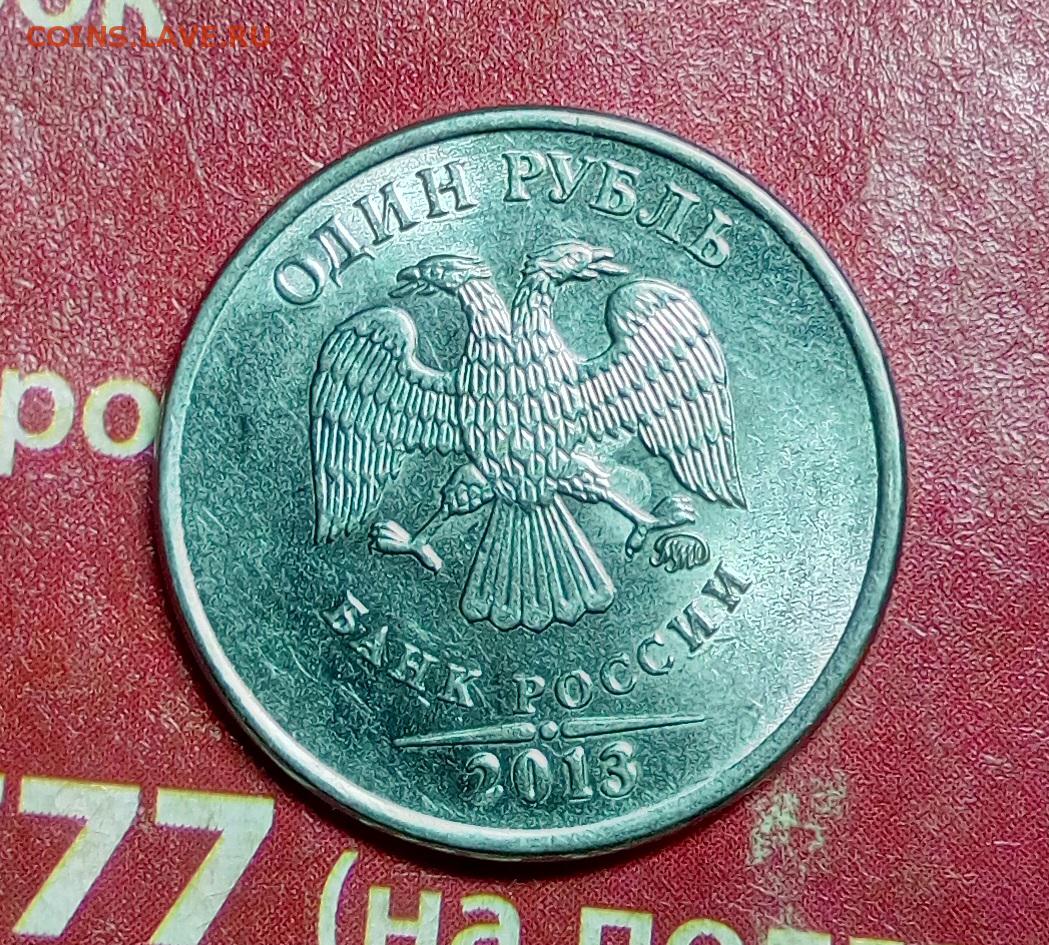 COINS.LAVE.RU
ОДИН РУБЛЬ
БАНК РОССИИ
2013
ро
77
(на